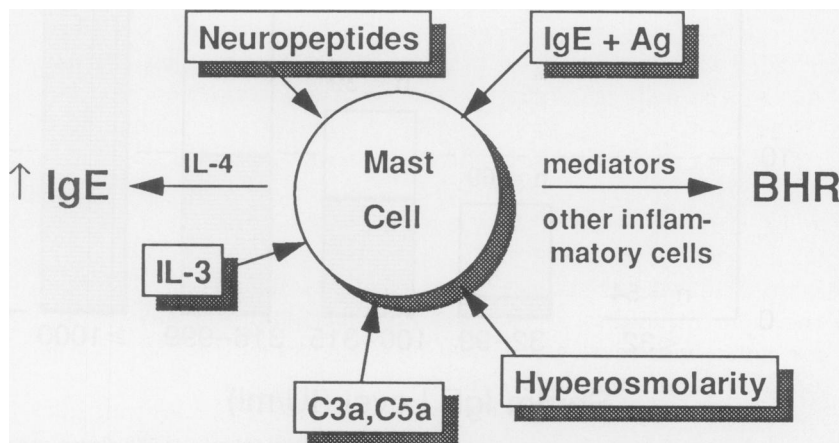 Neuropeptides
IgE + Ag
↑ IgE
IL-4
Mast
Cell
mediators
other inflam-
matory cells
BHR
IL-3
C3a,C5a
Hyperosmolarity